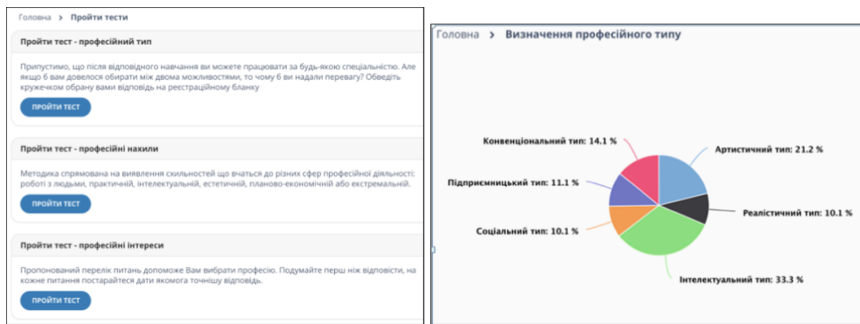 Головна > Пройти тести
Пройти тест - професійний тип
Припустимо, що після відповідного навчання ви можете працювати за будь-якою спеціальністю. Але
якщо б вам довелося обирати між двома можливостями, то чому б ви надали перевагу? Обведіть
кружечком обрану вами відповідь на реєстраційному бланку
ПРОЙТИ ТЕСТ
Пройти тест - професійні нахили
Методика спрямована на виявлення схильностей що вчаться до різних сфер професійної діяльності:
роботі з людьми, практичній, інтелектуальній, естетичній, планово-економічній або екстремальній.
ПРОЙТИ ТЕСТ
Пройти тест - професійні інтереси
Пропонований перелік питань допоможе Вам вибрати професію. Подумайте перш ніж відповісти, на
кожне питання постарайтеся дати якомога точнішу відповідь.
ПРОЙТИ ТЕСТ
Головна > Визначення професійного типу
Конвенціональний тип: 14.1 %
Артистичний тип: 21.2 %
Підприємницький тип: 11.1 %
Реалістичний тип: 10.1 %
Соціальний тип: 10.1 %
Інтелектуальний тип: 33.3 %